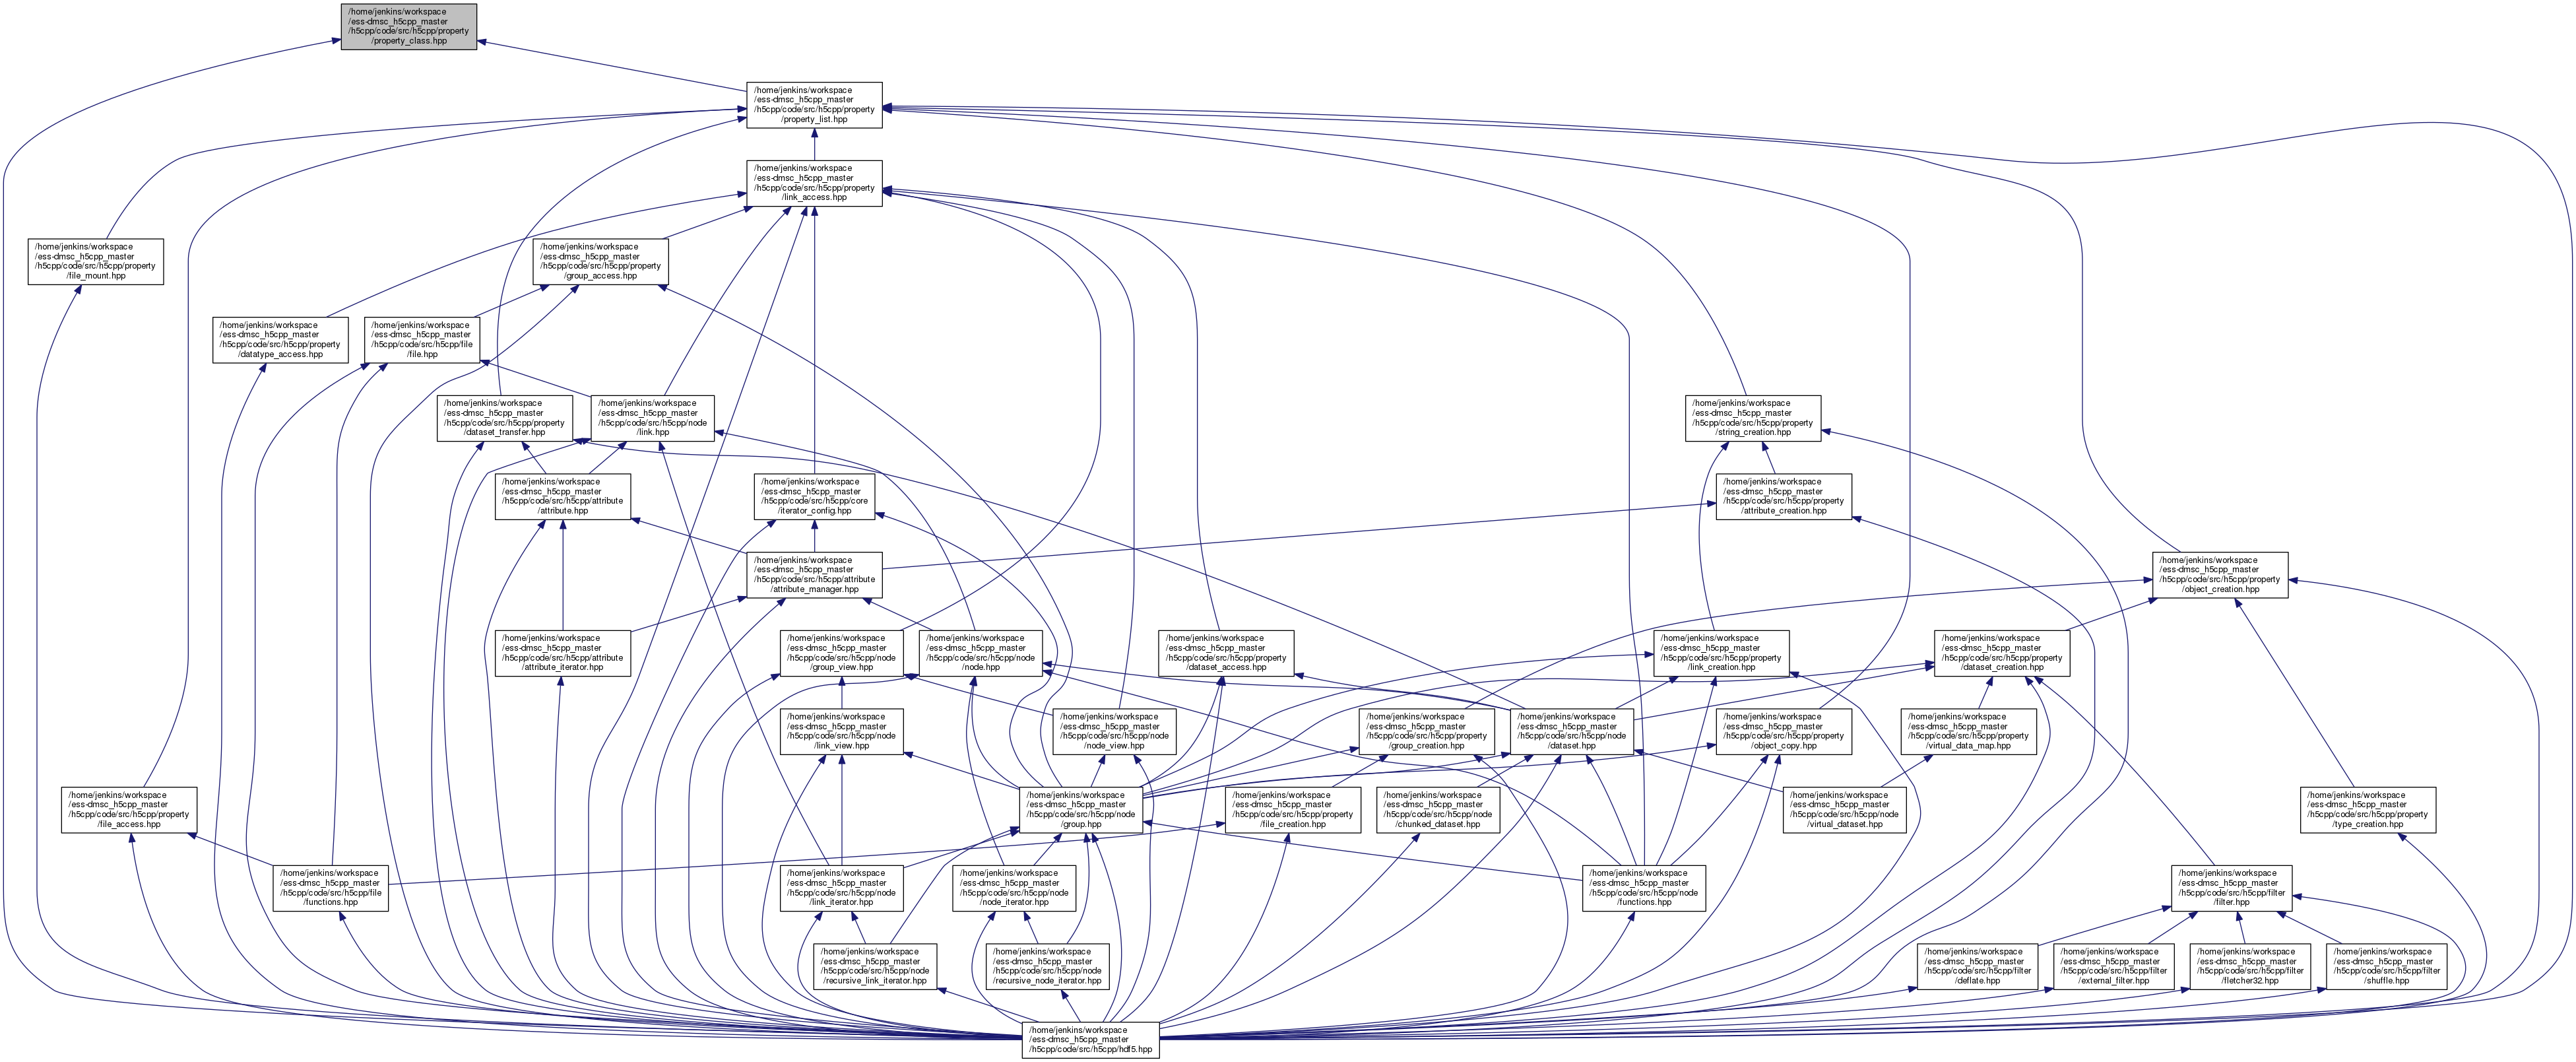 /home/jenkins/workspace
/ess-dmsc_h5cpp_master
/h5cpp/code/src/h5cpp/property
/property_class.hpp
/home/jenkins/workspace
/ess-dmsc_h5cpp_master
/h5cpp/code/src/h5cpp/property
/property_list.hpp
/home/jenkins/workspace
/ess-dmsc_h5cpp_master
/h5cpp/code/src/h5cpp/property
/link_access.hpp
/home/jenkins/workspace
/ess-dmsc_h5cpp_master
/h5cpp/code/src/h5cpp/property
/file_mount.hpp
/home/jenkins/workspace
/ess-dmsc_h5cpp_master
/h5cpp/code/src/h5cpp/property
/group_access.hpp
/home/jenkins/workspace
/ess-dmsc_h5cpp_master
/h5cpp/code/src/h5cpp/property
/datatype_access.hpp
/home/jenkins/workspace
/ess-dmsc_h5cpp_master
/h5cpp/code/src/h5cpp/file
/file.hpp
/home/jenkins/workspace
/ess-dmsc_h5cpp_master
/h5cpp/code/src/h5cpp/property
/dataset_transfer.hpp
/home/jenkins/workspace
/ess-dmsc_h5cpp_master
/h5cpp/code/src/h5cpp/node
/link.hpp
/home/jenkins/workspace
/ess-dmsc_h5cpp_master
/h5cpp/code/src/h5cpp/property
/string_creation.hpp
/home/jenkins/workspace
/ess-dmsc_h5cpp_master
/h5cpp/code/src/h5cpp/attribute
/attribute.hpp
/home/jenkins/workspace
/ess-dmsc_h5cpp_master
/h5cpp/code/src/h5cpp/core
/iterator_config.hpp
/home/jenkins/workspace
/ess-dmsc_h5cpp_master
/h5cpp/code/src/h5cpp/property
/attribute_creation.hpp
/home/jenkins/workspace
/ess-dmsc_h5cpp_master
/h5cpp/code/src/h5cpp/attribute
/attribute_manager.hpp
/home/jenkins/workspace
/ess-dmsc_h5cpp_master
/h5cpp/code/src/h5cpp/property
/object_creation.hpp
/home/jenkins/workspace
/ess-dmsc_h5cpp_master
/h5cpp/code/src/h5cpp/attribute
/attribute_iterator.hpp
/home/jenkins/workspace
/ess-dmsc_h5cpp_master
/h5cpp/code/src/h5cpp/node
/group_view.hpp
/home/jenkins/workspace
/ess-dmsc_h5cpp_master
/h5cpp/code/src/h5cpp/node
/node.hpp
/home/jenkins/workspace
/ess-dmsc_h5cpp_master
/h5cpp/code/src/h5cpp/property
/dataset_access.hpp
/home/jenkins/workspace
/ess-dmsc_h5cpp_master
/h5cpp/code/src/h5cpp/property
/link_creation.hpp
/home/jenkins/workspace
/ess-dmsc_h5cpp_master
/h5cpp/code/src/h5cpp/property
/dataset_creation.hpp
/home/jenkins/workspace
/ess-dmsc_h5cpp_master
/h5cpp/code/src/h5cpp/node
/link_view.hpp
/home/jenkins/workspace
/ess-dmsc_h5cpp_master
/h5cpp/code/src/h5cpp/node
/node_view.hpp
/home/jenkins/workspace
/ess-dmsc_h5cpp_master
/h5cpp/code/src/h5cpp/property
/group_creation.hpp
/home/jenkins/workspace
/ess-dmsc_h5cpp_master
/h5cpp/code/src/h5cpp/node
/dataset.hpp
/home/jenkins/workspace
/ess-dmsc_h5cpp_master
/h5cpp/code/src/h5cpp/property
/object_copy.hpp
/home/jenkins/workspace
/ess-dmsc_h5cpp_master
/h5cpp/code/src/h5cpp/property
/virtual_data_map.hpp
/home/jenkins/workspace
/ess-dmsc_h5cpp_master
/h5cpp/code/src/h5cpp/property
/file_access.hpp
/home/jenkins/workspace
/ess-dmsc_h5cpp_master
/h5cpp/code/src/h5cpp/node
/group.hpp
/home/jenkins/workspace
/ess-dmsc_h5cpp_master
/h5cpp/code/src/h5cpp/property
/file_creation.hpp
/home/jenkins/workspace
/ess-dmsc_h5cpp_master
/h5cpp/code/src/h5cpp/node
/chunked_dataset.hpp
/home/jenkins/workspace
/ess-dmsc_h5cpp_master
/h5cpp/code/src/h5cpp/node
/virtual_dataset.hpp
/home/jenkins/workspace
/ess-dmsc_h5cpp_master
/h5cpp/code/src/h5cpp/property
/type_creation.hpp
/home/jenkins/workspace
/ess-dmsc_h5cpp_master
/h5cpp/code/src/h5cpp/file
/functions.hpp
/home/jenkins/workspace
/ess-dmsc_h5cpp_master
/h5cpp/code/src/h5cpp/node
/link_iterator.hpp
/home/jenkins/workspace
/ess-dmsc_h5cpp_master
/h5cpp/code/src/h5cpp/node
/node_iterator.hpp
/home/jenkins/workspace
/ess-dmsc_h5cpp_master
/h5cpp/code/src/h5cpp/node
/functions.hpp
/home/jenkins/workspace
/ess-dmsc_h5cpp_master
/h5cpp/code/src/h5cpp/filter
/filter.hpp
/home/jenkins/workspace
/ess-dmsc_h5cpp_master
/h5cpp/code/src/h5cpp/node
/recursive_link_iterator.hpp
/home/jenkins/workspace
/ess-dmsc_h5cpp_master
/h5cpp/code/src/h5cpp/node
/recursive_node_iterator.hpp
/home/jenkins/workspace
/ess-dmsc_h5cpp_master
/h5cpp/code/src/h5cpp/filter
/deflate.hpp
/home/jenkins/workspace
/ess-dmsc_h5cpp_master
/h5cpp/code/src/h5cpp/filter
/external_filter.hpp
/home/jenkins/workspace
/ess-dmsc_h5cpp_master
/h5cpp/code/src/h5cpp/filter
/fletcher32.hpp
/home/jenkins/workspace
/ess-dmsc_h5cpp_master
/h5cpp/code/src/h5cpp/filter
/shuffle.hpp
/home/jenkins/workspace
/ess-dmsc_h5cpp_master
/h5cpp/code/src/h5cpp/hdf5.hpp